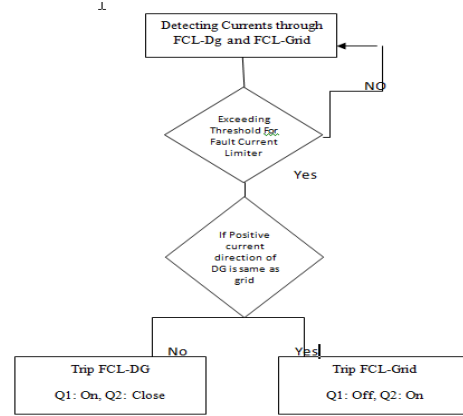 Detecting Currents through
FCL-Dg and FCL-Grid
NO
Exceeding
Threshold For
Fault Current
Limiter
Yes
If Positive
current
direction of
DG is same as
grid
No
Yes
Trip FCL-DG
Q1: On, Q2: Close
Trip FCL-Grid
Q1: Off, Q2: On